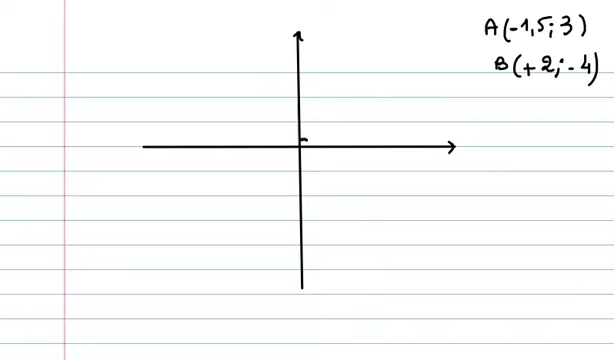 A(-1,5; 3)
B(+2; -4)